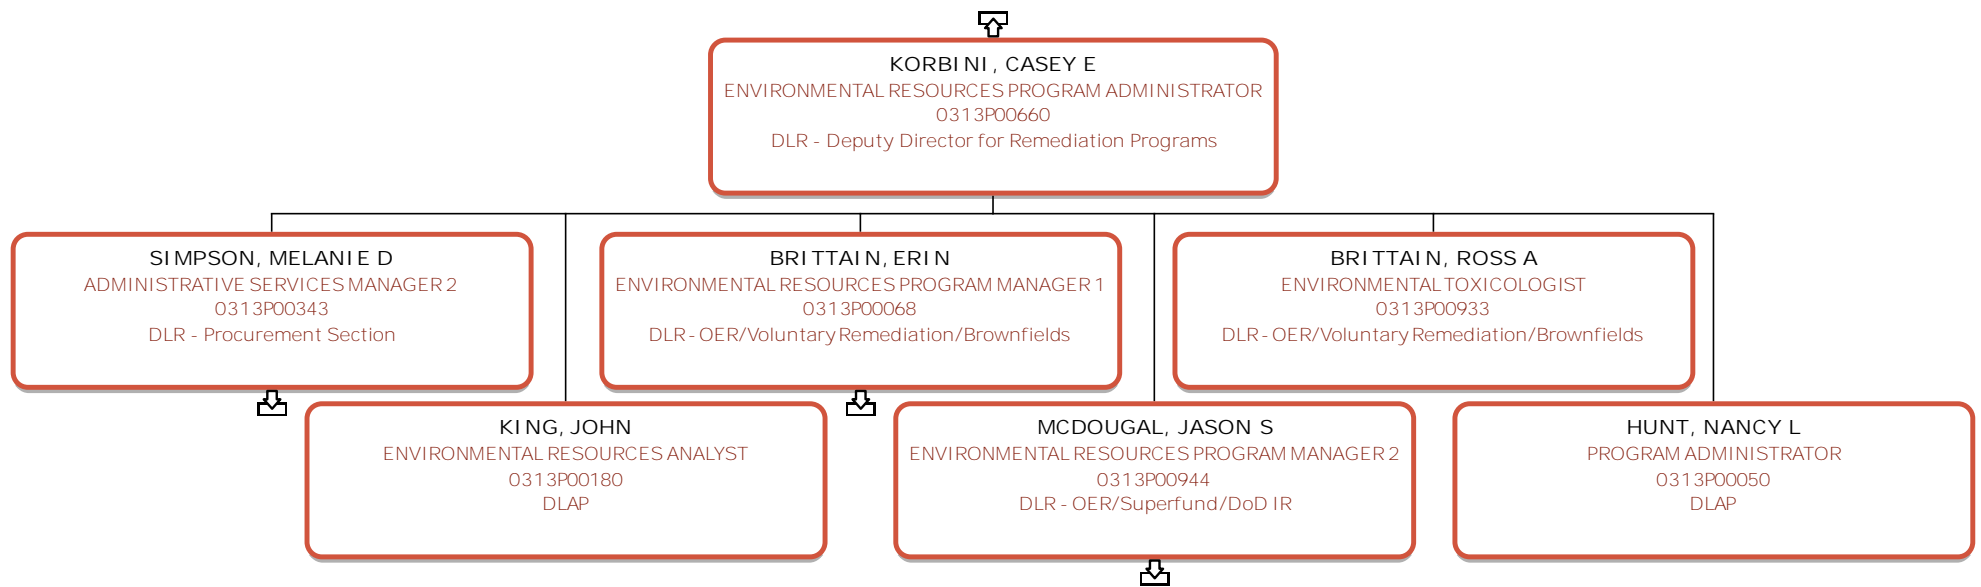 KORBINI, CASEY E
ENVIRONMENTAL RESOURCES PROGRAM ADMINISTRATOR
0313P00660
DLR - Deputy Director for Remediation Programs
SIMPSON, MELANIE D
ADMINISTRATIVE SERVICES MANAGER 2
0313P00343
DLR - Procurement Section
BRITTAIN, ERIN
ENVIRONMENTAL RESOURCES PROGRAM MANAGER 1
0313P00068
DLR - OER/Voluntary Remediation/Brownfields
BRITTAIN, ROSS A
ENVIRONMENTAL TOXICOLOGIST
0313P00933
DLR - OER/Voluntary Remediation/Brownfields
KING, JOHN
ENVIRONMENTAL RESOURCES ANALYST
0313P00180
DLAP
MCDOUGAL, JASON S
ENVIRONMENTAL RESOURCES PROGRAM MANAGER 2
0313P00944
DLR - OER/Superfund/DoD IR
HUNT, NANCY L
PROGRAM ADMINISTRATOR
0313P00050
DLAP